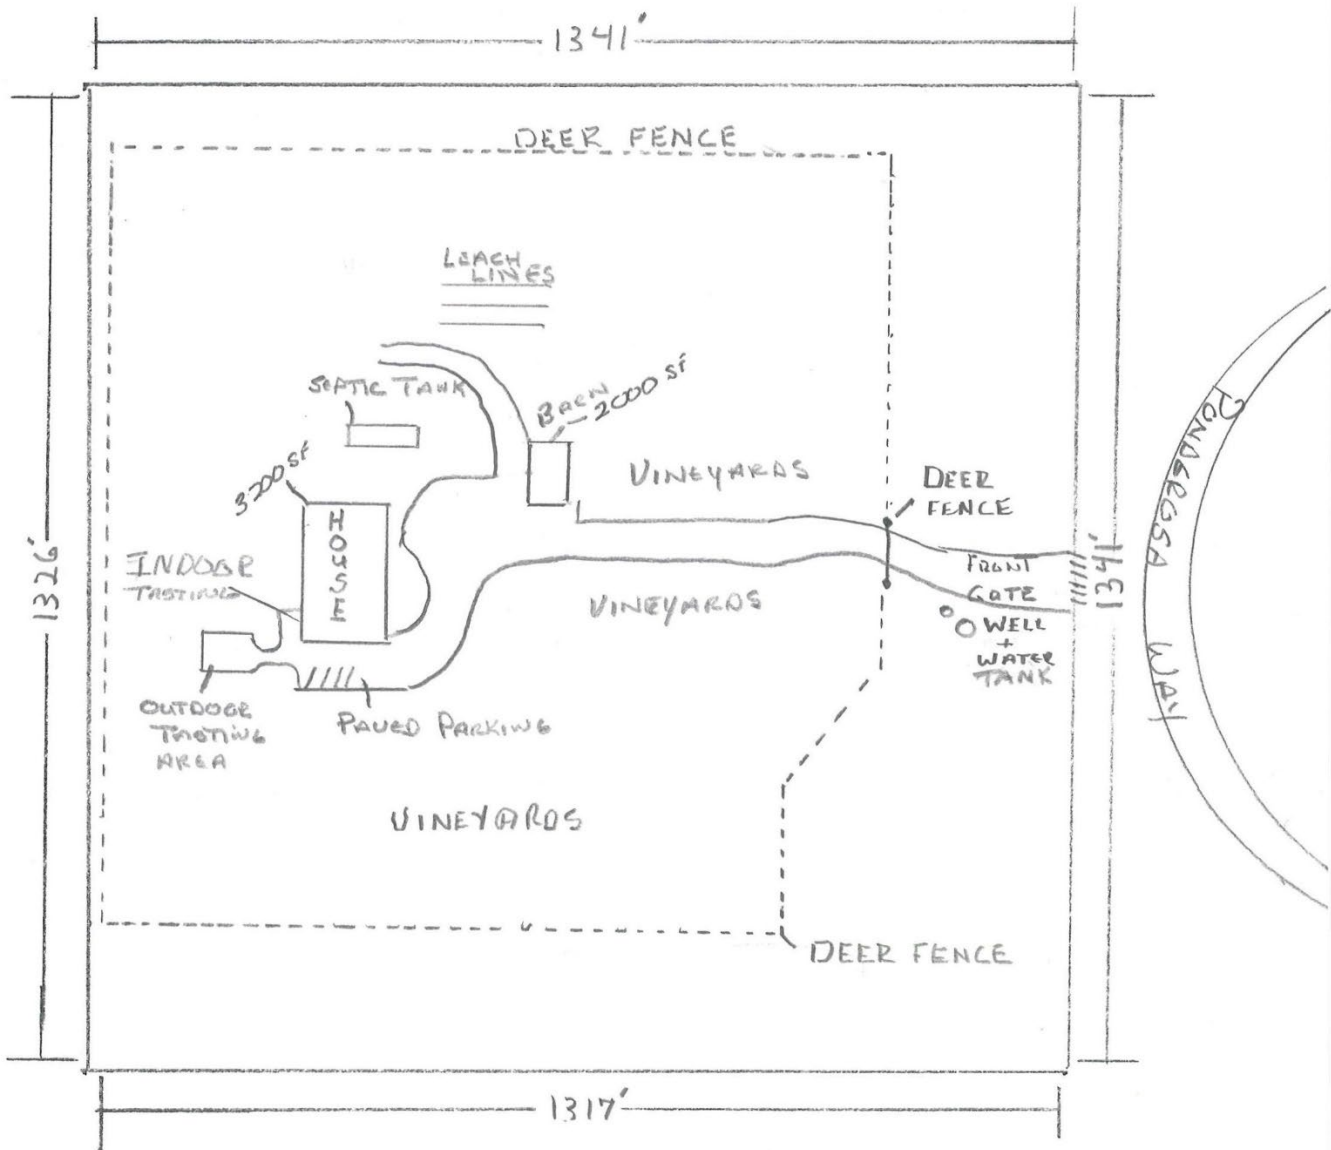 1341'
DEER FENCE
LEACH
LINES
SEPTIC TANK
BARN
2000 sf
3200 sf
VINEYARDS
DEER
FENCE
HOUSE
1326'
INDOOR
TASTING
FRONT
GATE
1341'
PONDEROSA WAY
VINEYARDS
WELL
+
WATER
TANK
OUTDOOR
TASTING
AREA
PAVED PARKING
VINEYARDS
DEER FENCE
1317'